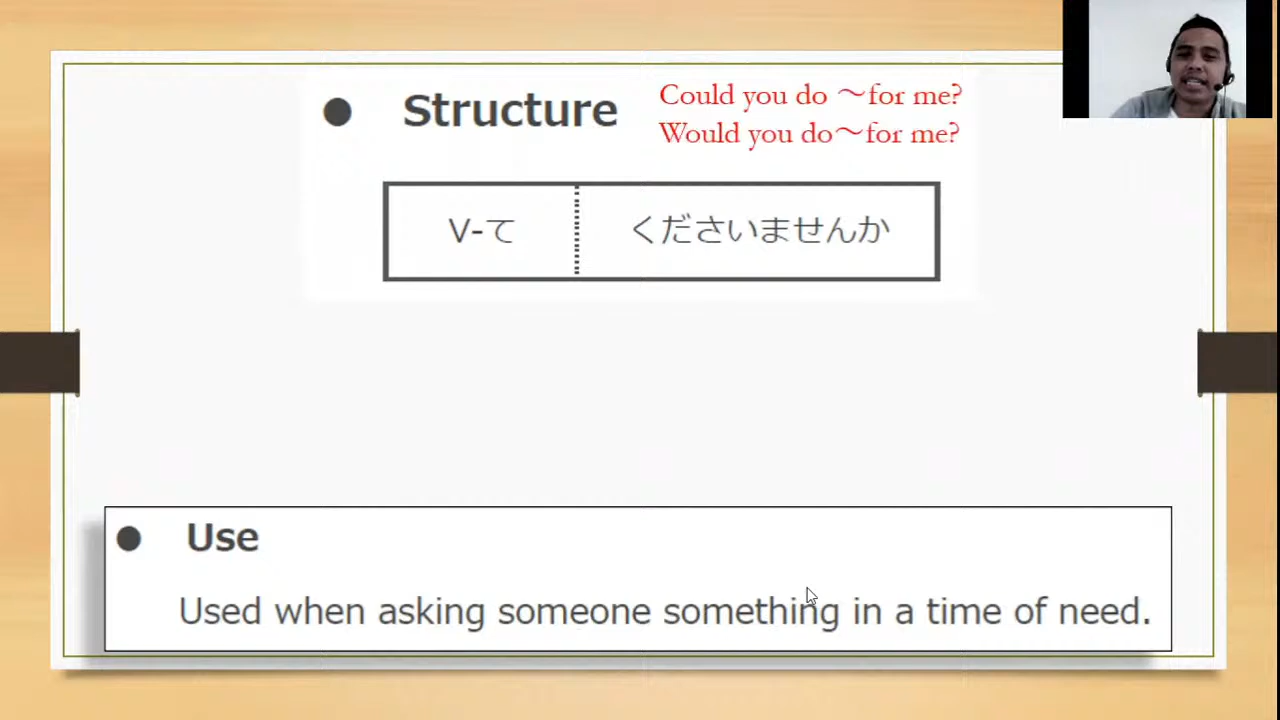 ● Structure
Could you do ～for me?
Would you do～for me?
V-て くださいませんか
● Use
Used when asking someone something in a time of need.